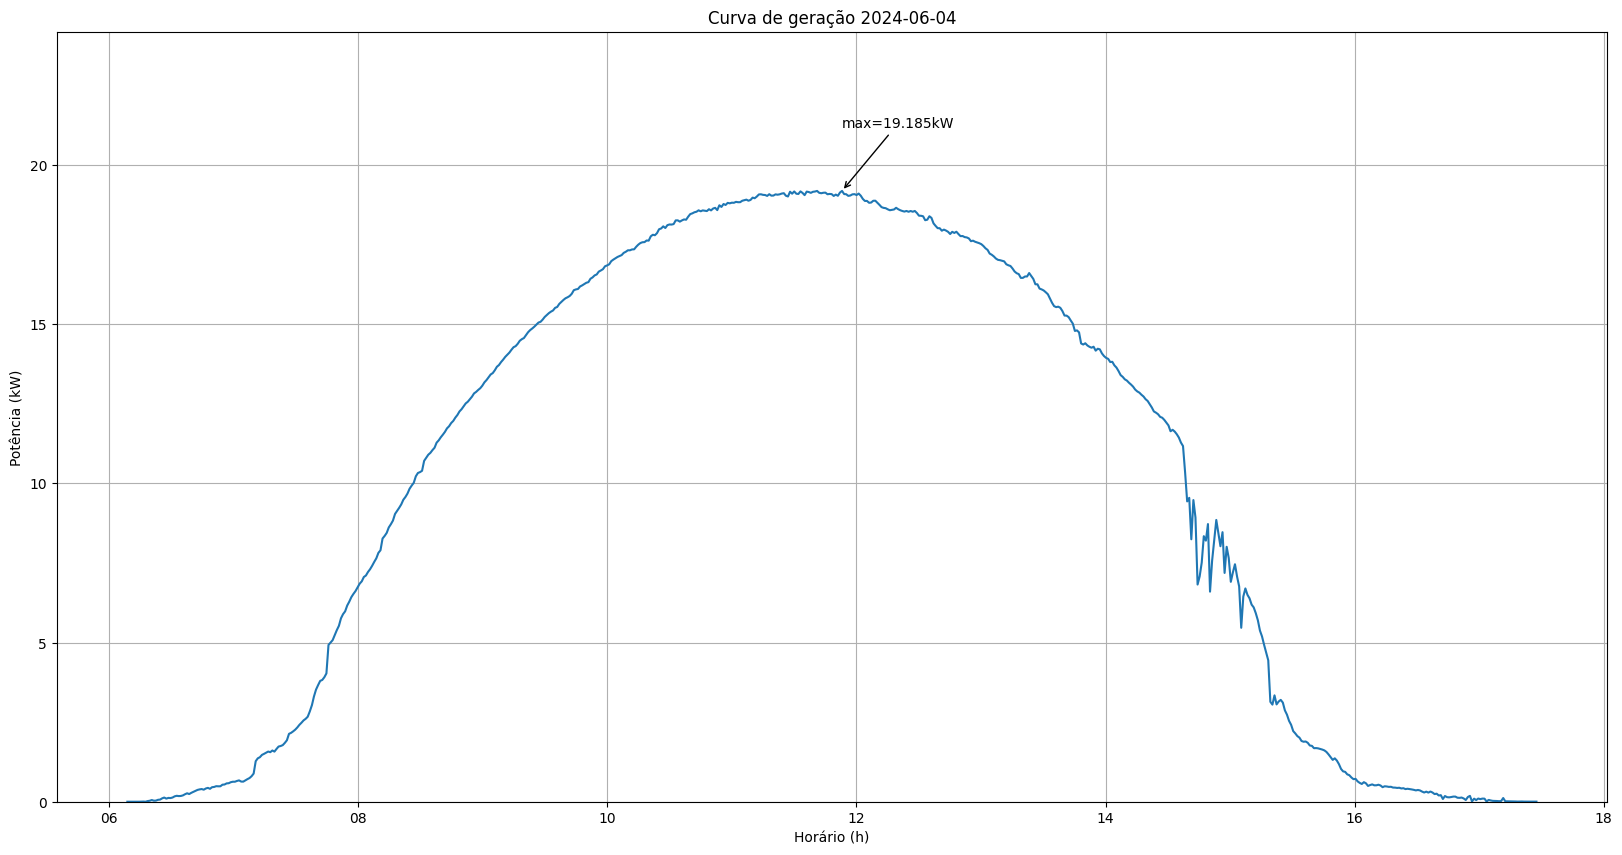 Curva de geração 2024-06-04
max=19.185kW
Potência (kW)
20
15
10
5
0
06 08 10 12 14 16 18
Horário (h)